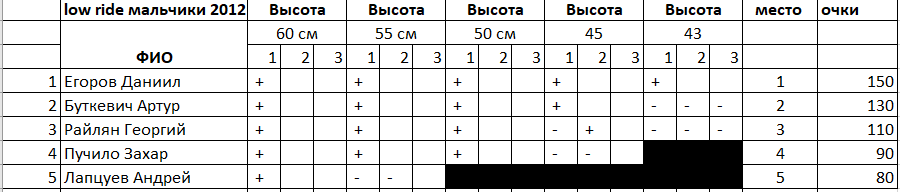 low ride мальчики 2012 Высота Высота Высота Высота Высота место очки
60 см 55 см 50 см 45 43
ФИО 1 2 3 1 2 3 1 2 3 1 2 3 1 2 3
1 Егоров Даниил + + + + + 1 150
2 Буткевич Артур + + + + - - - 2 130
3 Райлян Георгий + + + - + - - - 3 110
4 Пучило Захар + + + - - 4 90
5 Лапцуев Андрей + - - 5 80